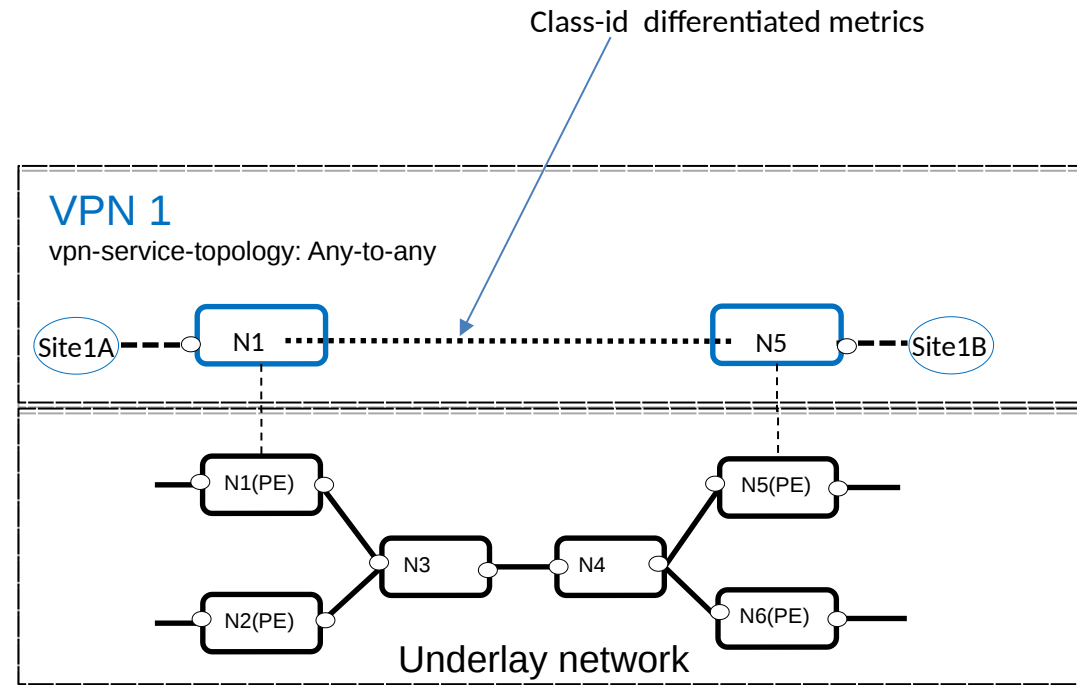 Class-id  differentiated metrics
VPN 1
vpn-service-topology: Any-to-any
Site1A
N1
N5
Site1B
N1(PE)
N5(PE)
N3
N4
N2(PE)
N6(PE)
Underlay network